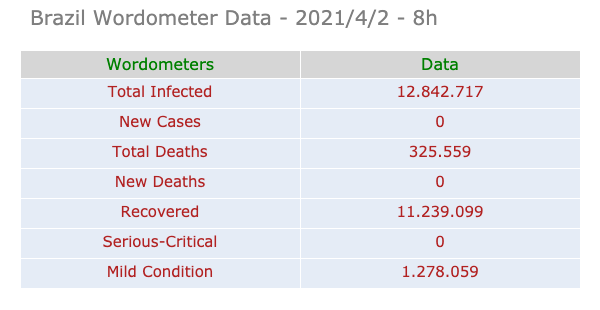 Brazil Wordometer Data - 2021/4/2 - 8h
Wordometers Data
Total Infected 12.842.717
New Cases 0
Total Deaths 325.559
New Deaths 0
Recovered 11.239.099
Serious-Critical 0
Mild Condition 1.278.059